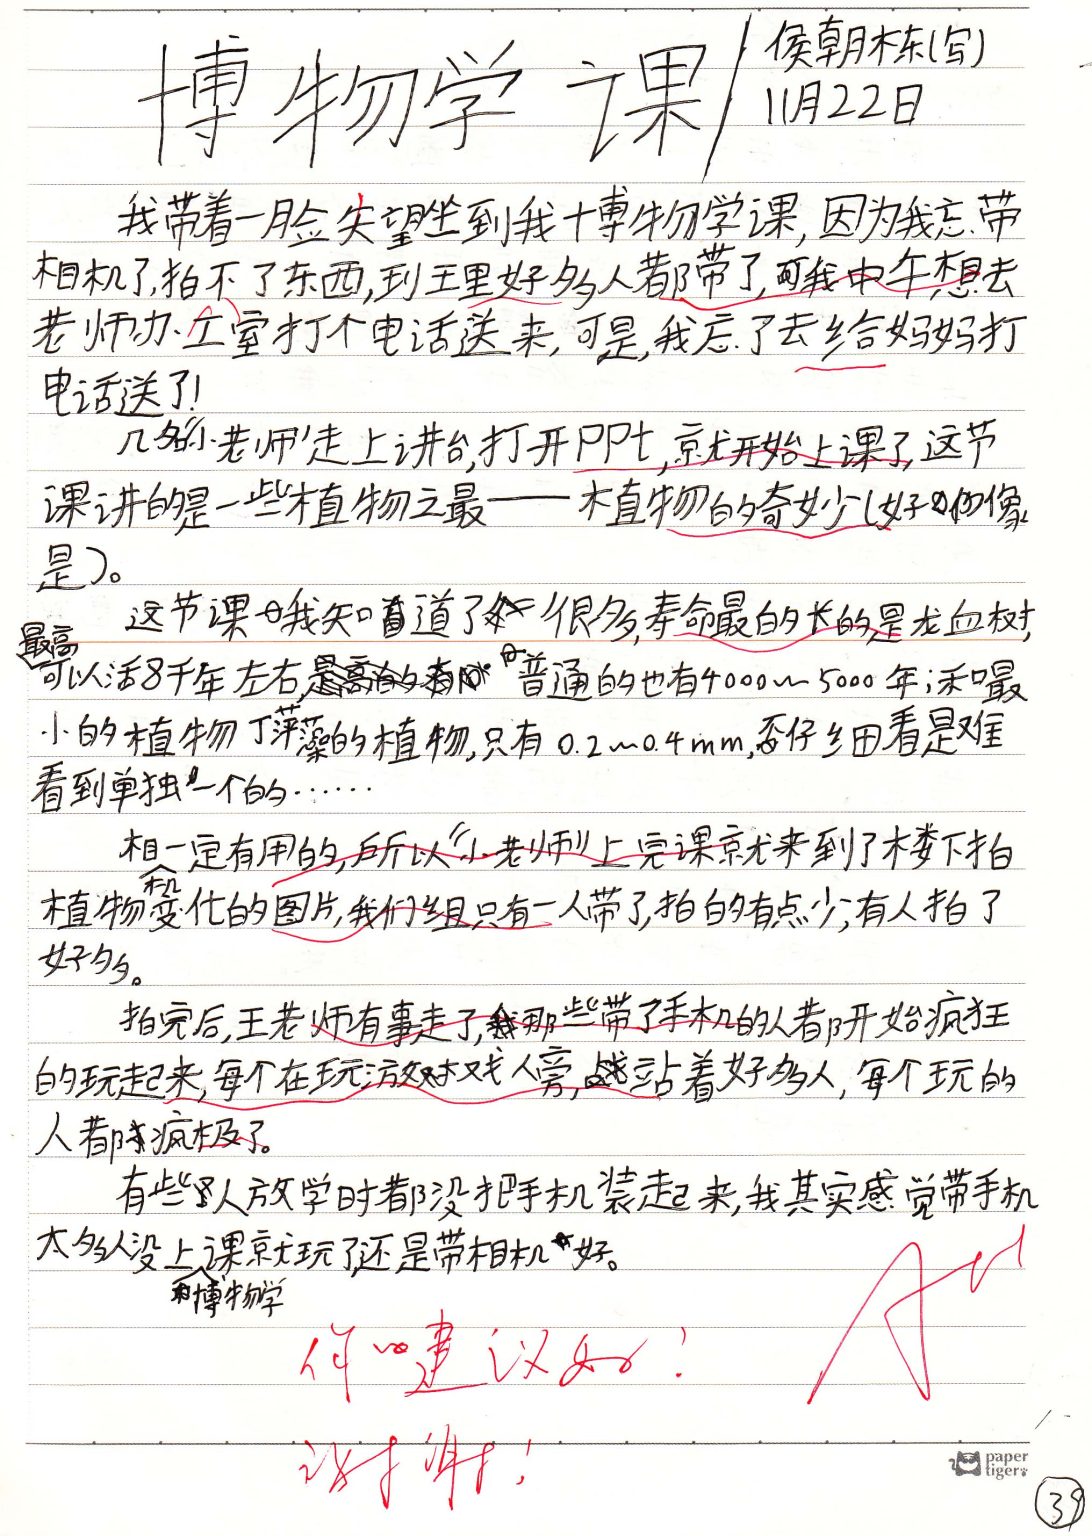 博物学课/
侯朝栋(写)
11月22日
我带着一脸失望坐到我博物学课,因为我忘带
相机了,拍不了东西,到王里好多人都带了,可我中午,想去
老师办工室打个电话送来,可是,我忘了去给妈妈打
电话送了!
几名“小老师”走上讲台,打开PPt,就开始上课了,这节
课讲的是一些植物之最——植物的奇妙(好像
是)。
这节课我知道了很多,寿命最的长的是龙血树,
最高
可以活8千年左右,普通的也有4000~5000年;和最
小的植物丁萍藻的植物,只有0.2~0.4mm,仔细看是难
看到单独一个的……
相一定有用的,所以“小老师”上完课就来到了楼下拍
机
植物变化的图片,我们组只有一人带了,拍的有点少;有人拍了
好多。
拍完后,王老师有事走了,那些带了手机的人都开始疯狂
的玩起来,每个在玩游戏人旁,站着好多人,每个玩的
人都疯极了。
有些人放学时都没把手机装起来,我其实感觉带手机
太多人没上课就玩了,还是带相机好。
博物学
你的建议好!
谢谢!
paper
tiger
39